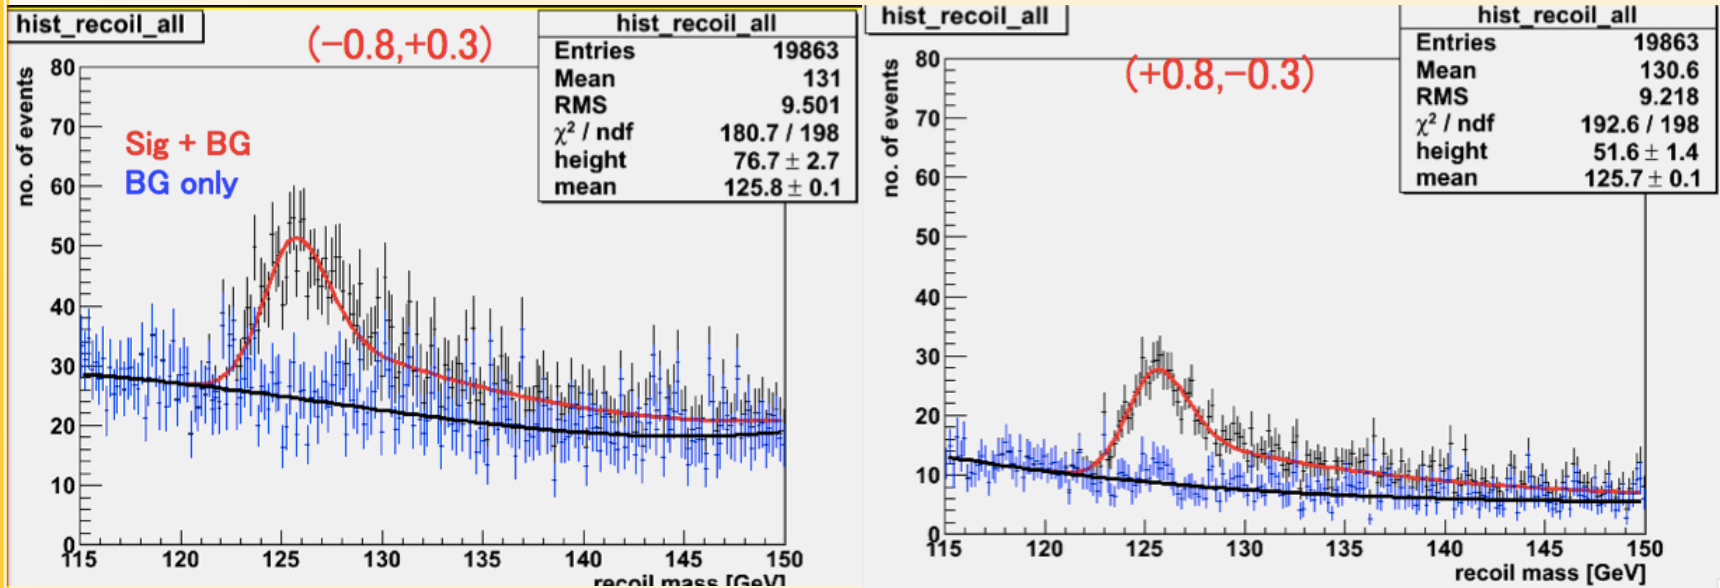 hist_recoil_all
(−0.8,+0.3)
hist_recoil_all
Entries 19863
Mean 131
RMS 9.501
χ² / ndf 180.7 / 198
height 76.7 ± 2.7
mean 125.8 ± 0.1
no. of events
Sig + BG
BG only
80
70
60
50
40
30
20
10
0
115 120 125 130 135 140 145 150
recoil mass [GeV]
hist_recoil_all
(+0.8,−0.3)
hist_recoil_all
Entries 19863
Mean 130.6
RMS 9.218
χ² / ndf 192.6 / 198
height 51.6 ± 1.4
mean 125.7 ± 0.1
no. of events
80
70
60
50
40
30
20
10
0
115 120 125 130 135 140 145 150
recoil mass [GeV]